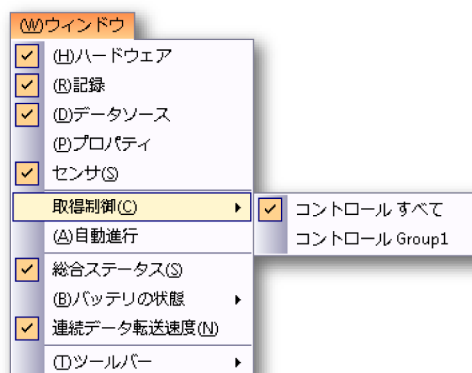 (W)ウィンドウ
(H)ハードウェア
(R)記録
(D)データソース
(P)プロパティ
センサ(S)
取得制御(C)
コントロール すべて
(A)自動進行
コントロール Group1
総合ステータス(S)
(B)バッテリの状態
連続データ転送速度(N)
(T)ツールバー